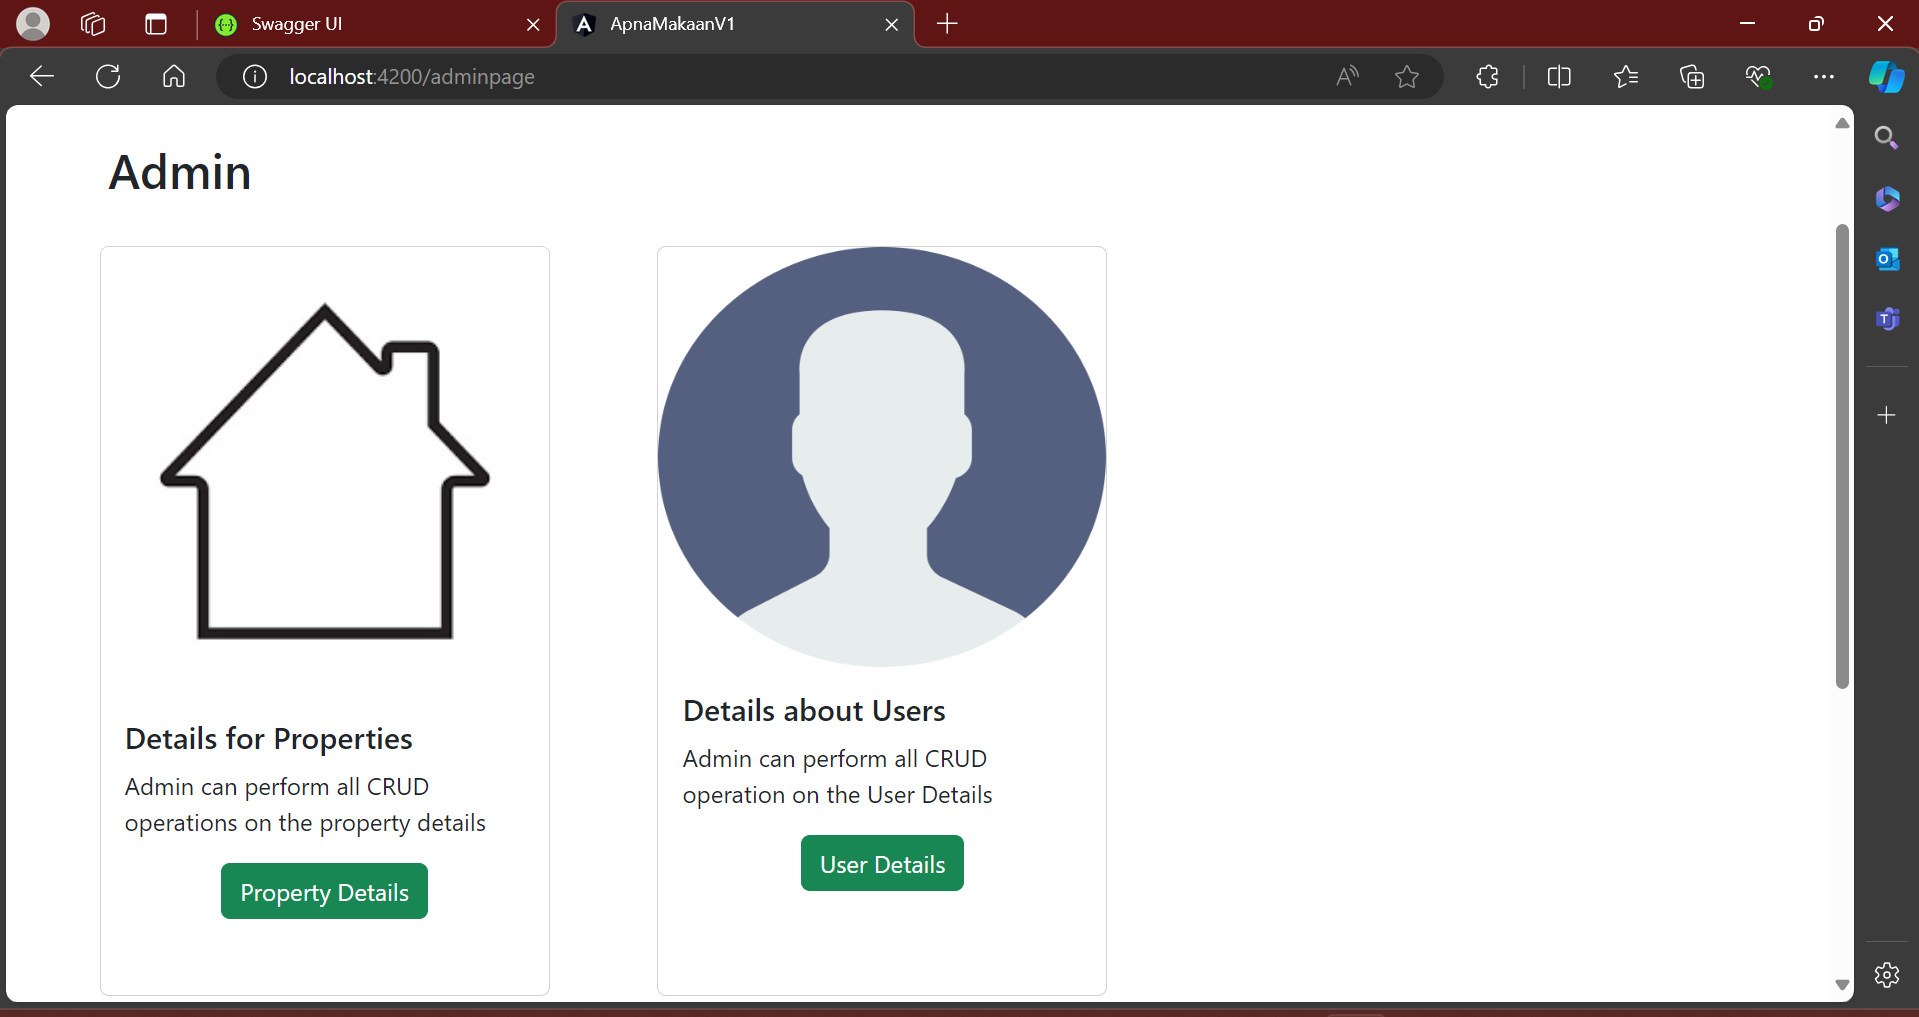 Swagger UI
ApnaMakaanV1
localhost:4200/adminpage
Admin
Details for Properties
Admin can perform all CRUD
operations on the property details
Property Details
Details about Users
Admin can perform all CRUD
operation on the User Details
User Details